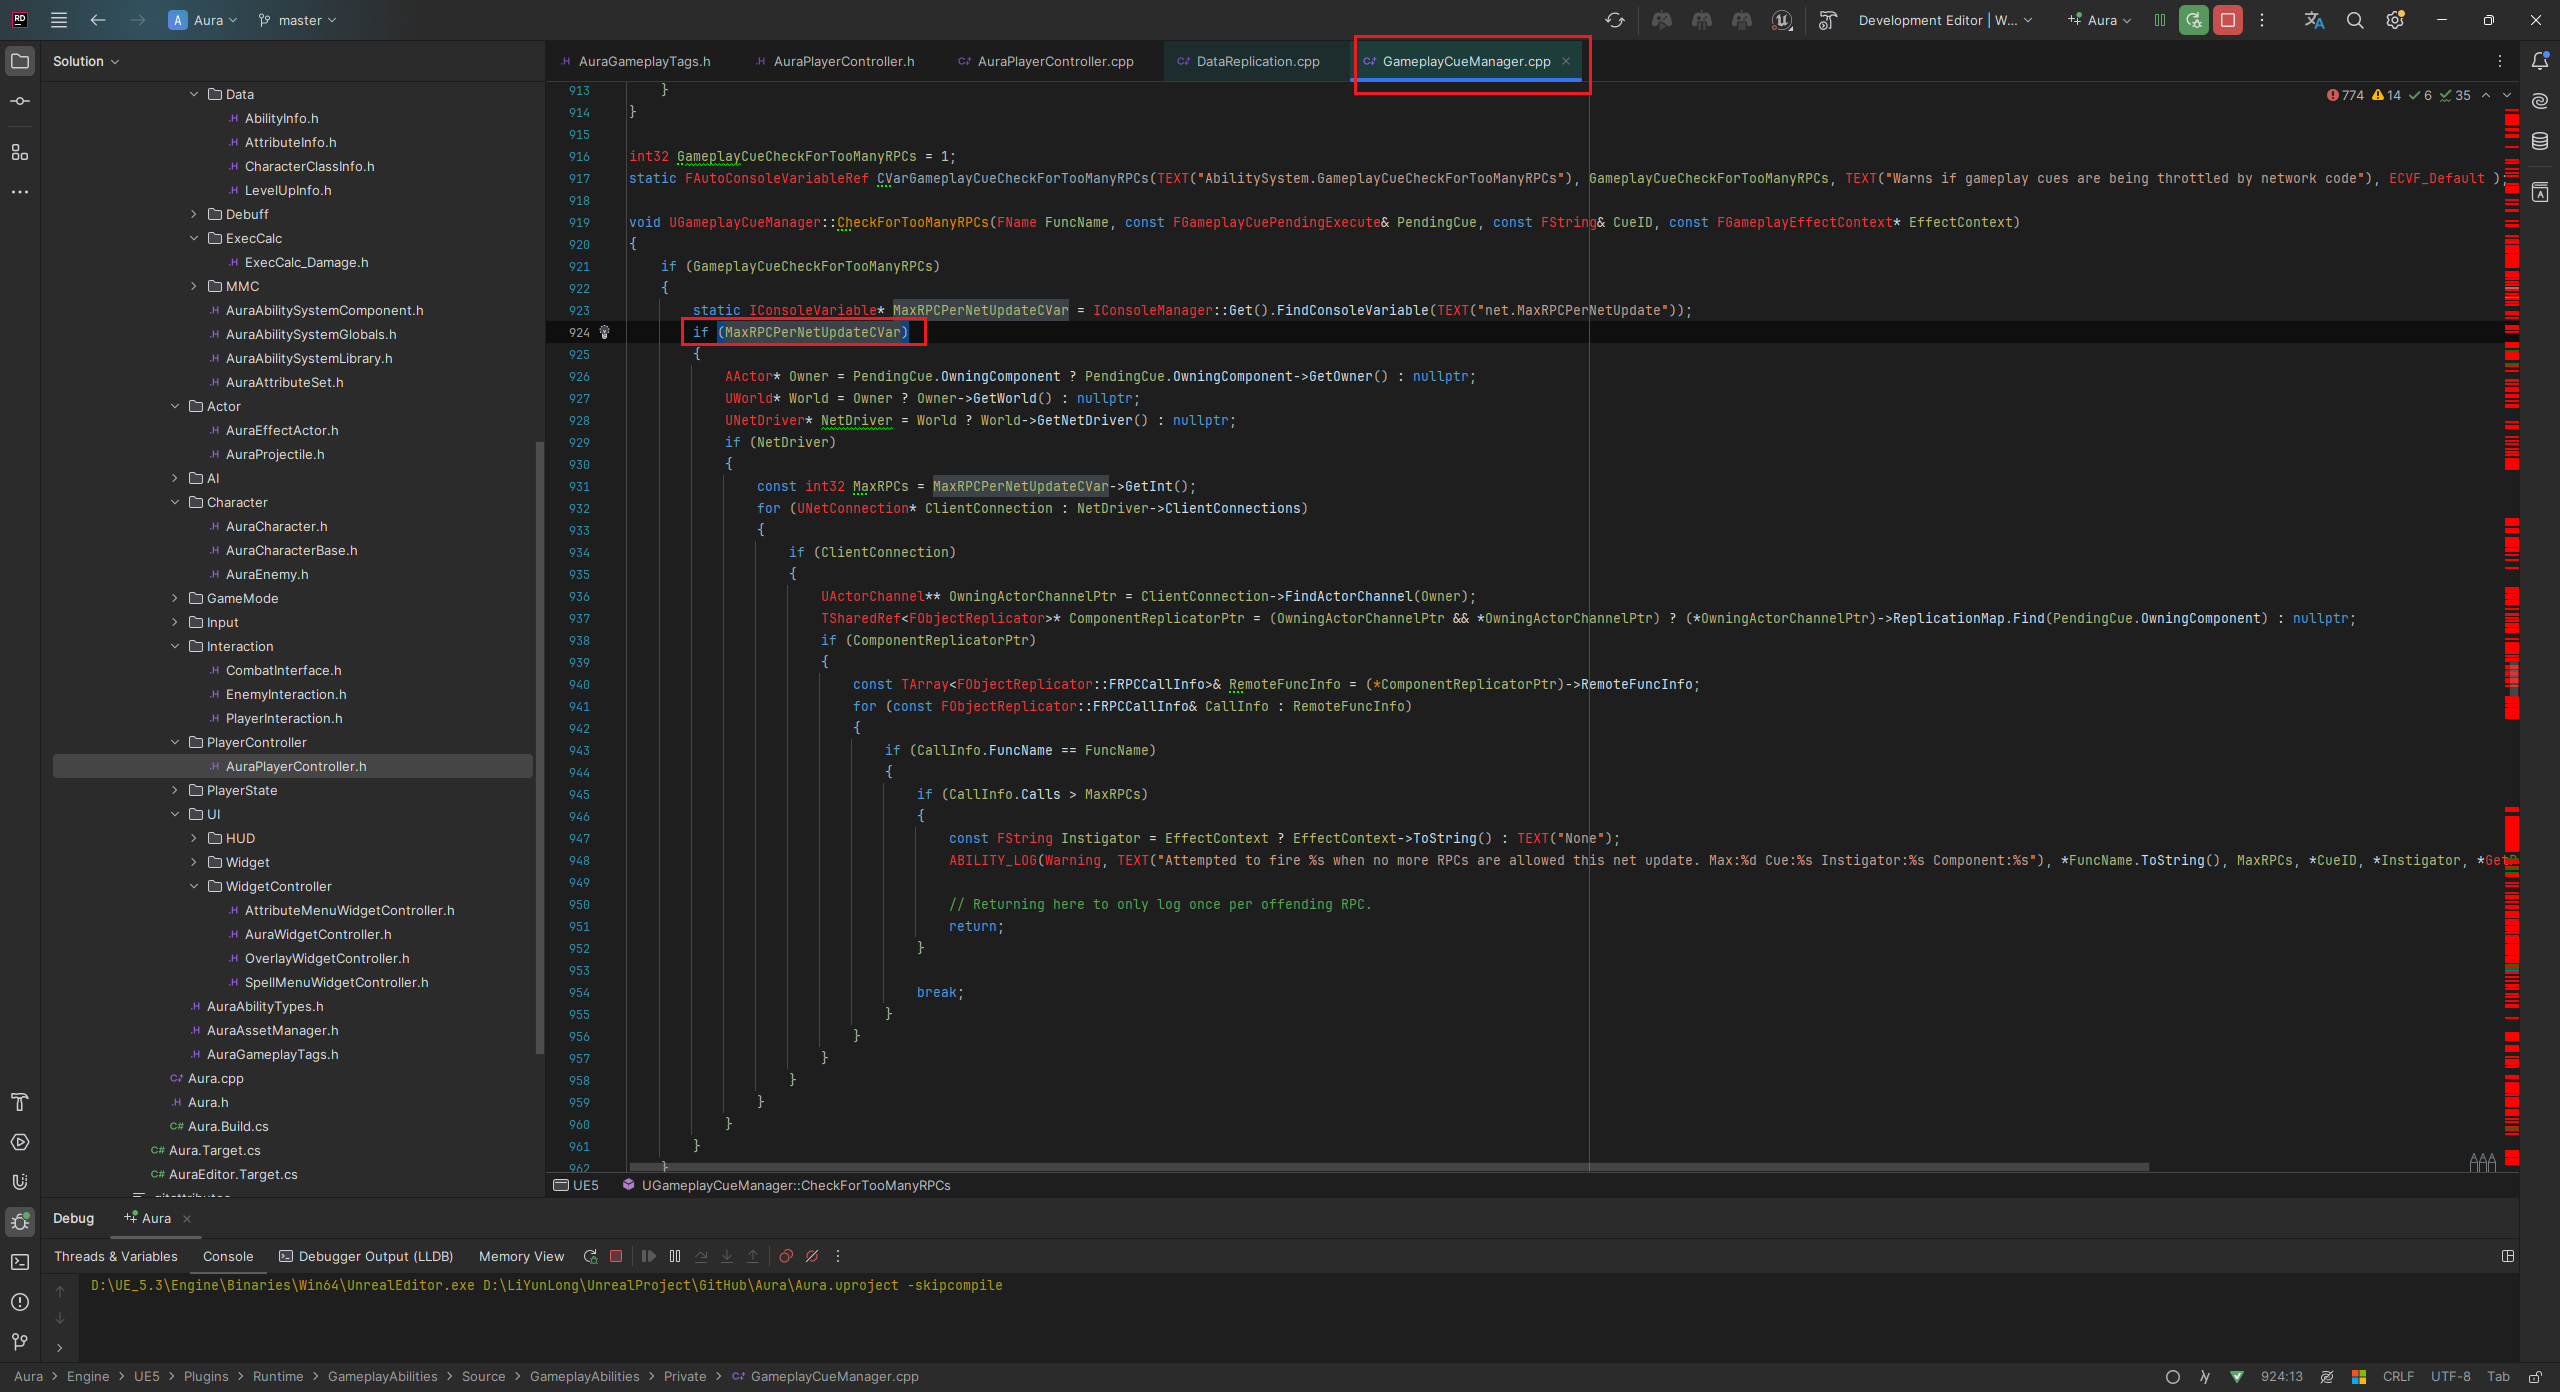 RD
A Aura
master
Development Editor | W...
Aura
Solution
AuraGameplayTags.h
AuraPlayerController.h
AuraPlayerController.cpp
DataReplication.cpp
GameplayCueManager.cpp
774 14 6 35
Data
AbilityInfo.h
AttributeInfo.h
CharacterClassInfo.h
LevelUpInfo.h
Debuff
ExecCalc
ExecCalc_Damage.h
MMC
AuraAbilitySystemComponent.h
AuraAbilitySystemGlobals.h
AuraAbilitySystemLibrary.h
AuraAttributeSet.h
Actor
AuraEffectActor.h
AuraProjectile.h
AI
Character
AuraCharacter.h
AuraCharacterBase.h
AuraEnemy.h
GameMode
Input
Interaction
CombatInterface.h
EnemyInteraction.h
PlayerInteraction.h
PlayerController
AuraPlayerController.h
PlayerState
UI
HUD
Widget
WidgetController
AttributeMenuWidgetController.h
AuraWidgetController.h
OverlayWidgetController.h
SpellMenuWidgetController.h
AuraAbilityTypes.h
AuraAssetManager.h
AuraGameplayTags.h
Aura.cpp
Aura.h
C# Aura.Build.cs
C# Aura.Target.cs
C# AuraEditor.Target.cs
913 }
914 }
915
916 int32 GameplayCueCheckForTooManyRPCs = 1;
917 static FAutoConsoleVariableRef CVarGameplayCueCheckForTooManyRPCs(TEXT("AbilitySystem.GameplayCueCheckForTooManyRPCs"), GameplayCueCheckForTooManyRPCs, TEXT("Warns if gameplay cues are being throttled by network code"), ECVF_Default );
918
919 void UGameplayCueManager::CheckForTooManyRPCs(FName FuncName, const FGameplayCuePendingExecute& PendingCue, const FString& CueID, const FGameplayEffectContext* EffectContext)
920 {
921 if (GameplayCueCheckForTooManyRPCs)
922 {
923 static IConsoleVariable* MaxRPCPerNetUpdateCVar = IConsoleManager::Get().FindConsoleVariable(TEXT("net.MaxRPCPerNetUpdate"));
924 if (MaxRPCPerNetUpdateCVar)
925 {
926 AActor* Owner = PendingCue.OwningComponent ? PendingCue.OwningComponent->GetOwner() : nullptr;
927 UWorld* World = Owner ? Owner->GetWorld() : nullptr;
928 UNetDriver* NetDriver = World ? World->GetNetDriver() : nullptr;
929 if (NetDriver)
930 {
931 const int32 MaxRPCs = MaxRPCPerNetUpdateCVar->GetInt();
932 for (UNetConnection* ClientConnection : NetDriver->ClientConnections)
933 {
934 if (ClientConnection)
935 {
936 UActorChannel** OwningActorChannelPtr = ClientConnection->FindActorChannel(Owner);
937 TSharedRef<FObjectReplicator>* ComponentReplicatorPtr = (OwningActorChannelPtr && *OwningActorChannelPtr) ? (*OwningActorChannelPtr)->ReplicationMap.Find(PendingCue.OwningComponent) : nullptr;
938 if (ComponentReplicatorPtr)
939 {
940 const TArray<FObjectReplicator::FRPCCallInfo>& RemoteFuncInfo = (*ComponentReplicatorPtr)->RemoteFuncInfo;
941 for (const FObjectReplicator::FRPCCallInfo& CallInfo : RemoteFuncInfo)
942 {
943 if (CallInfo.FuncName == FuncName)
944 {
945 if (CallInfo.Calls > MaxRPCs)
946 {
947 const FString Instigator = EffectContext ? EffectContext->ToString() : TEXT("None");
948 ABILITY_LOG(Warning, TEXT("Attempted to fire %s when no more RPCs are allowed this net update. Max:%d Cue:%s Instigator:%s Component:%s"), *FuncName.ToString(), MaxRPCs, *CueID, *Instigator,
949
950 // Returning here to only log once per offending RPC.
951 return;
952 }
953
954 break;
955 }
956 }
957 }
958 }
959 }
960 }
961 }
962 }
UE5 UGameplayCueManager::CheckForTooManyRPCs
Debug Aura
Threads & Variables Console Debugger Output (LLDB) Memory View
D:\UE_5.3\Engine\Binaries\Win64\UnrealEditor.exe D:\LiYunLong\UnrealProject\GitHub\Aura\Aura.uproject -skipcompile
Aura > Engine > UE5 > Plugins > Runtime > GameplayAbilities > Source > GameplayAbilities > Private > GameplayCueManager.cpp
924:13 CRLF UTF-8 Tab